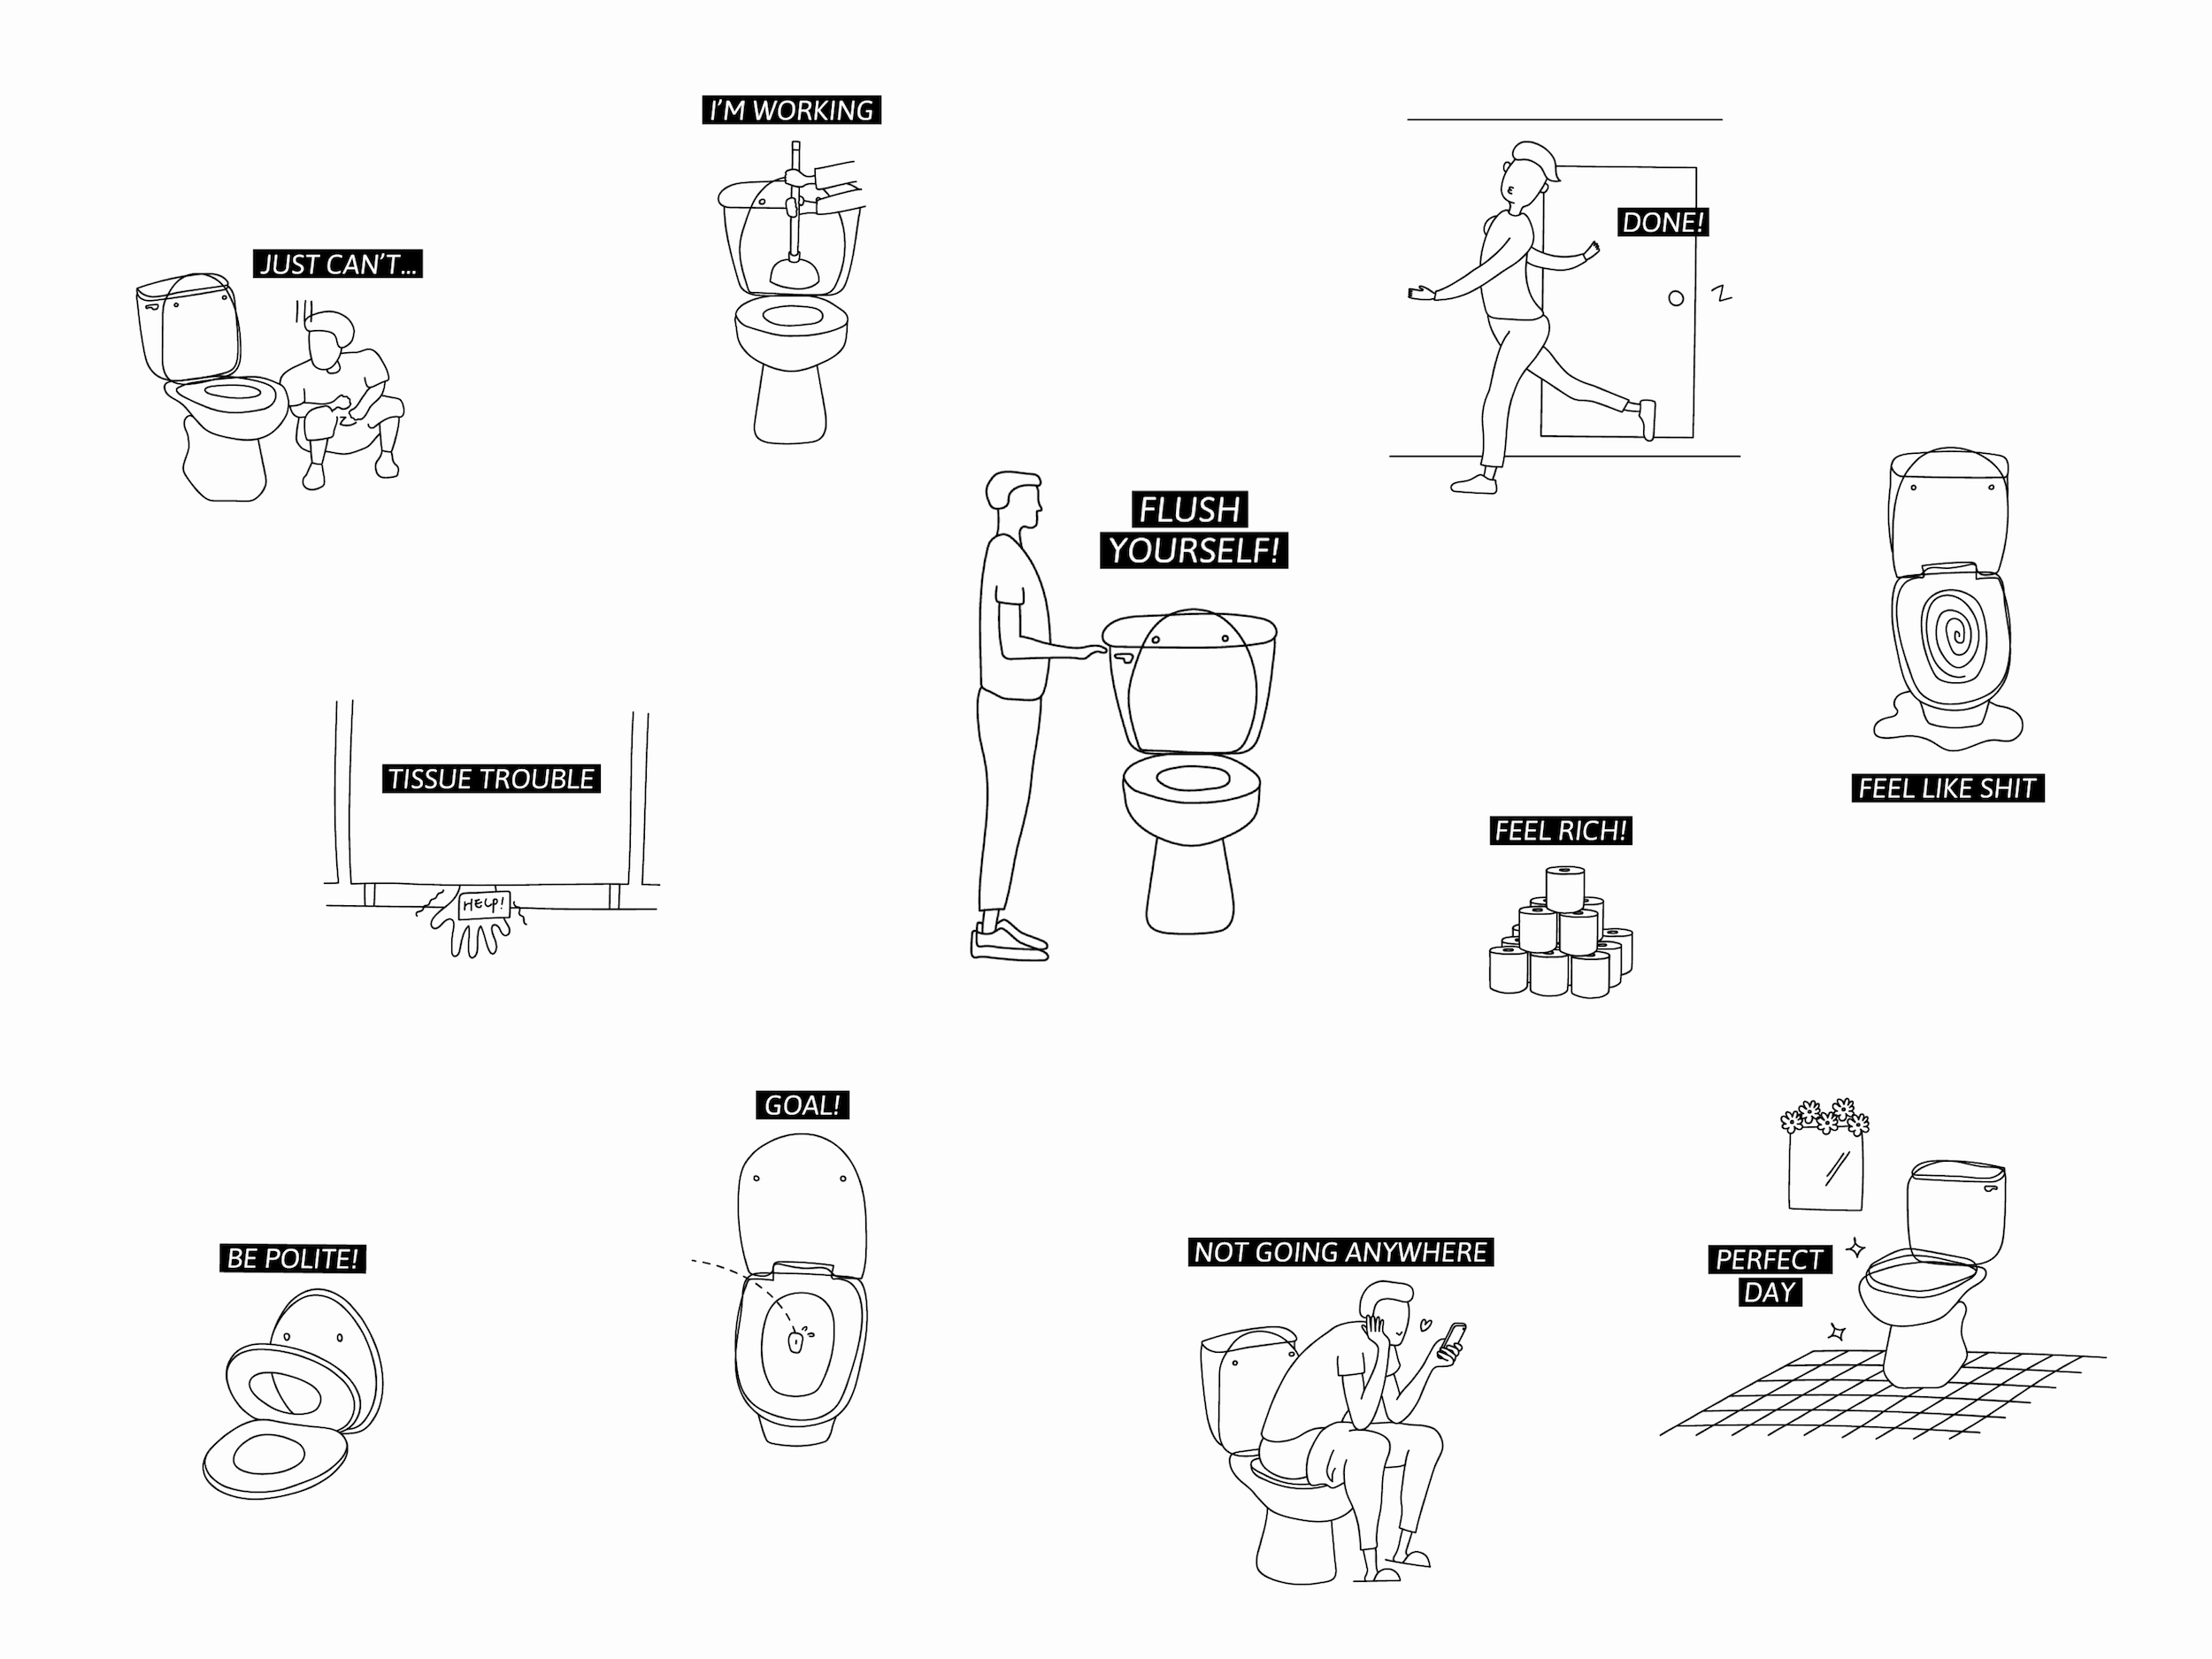 I'M WORKING
DONE!
JUST CAN'T...
FLUSH
YOURSELF!
TISSUE TROUBLE
HELP!
FEEL LIKE SHIT
FEEL RICH!
GOAL!
BE POLITE!
NOT GOING ANYWHERE
PERFECT
DAY